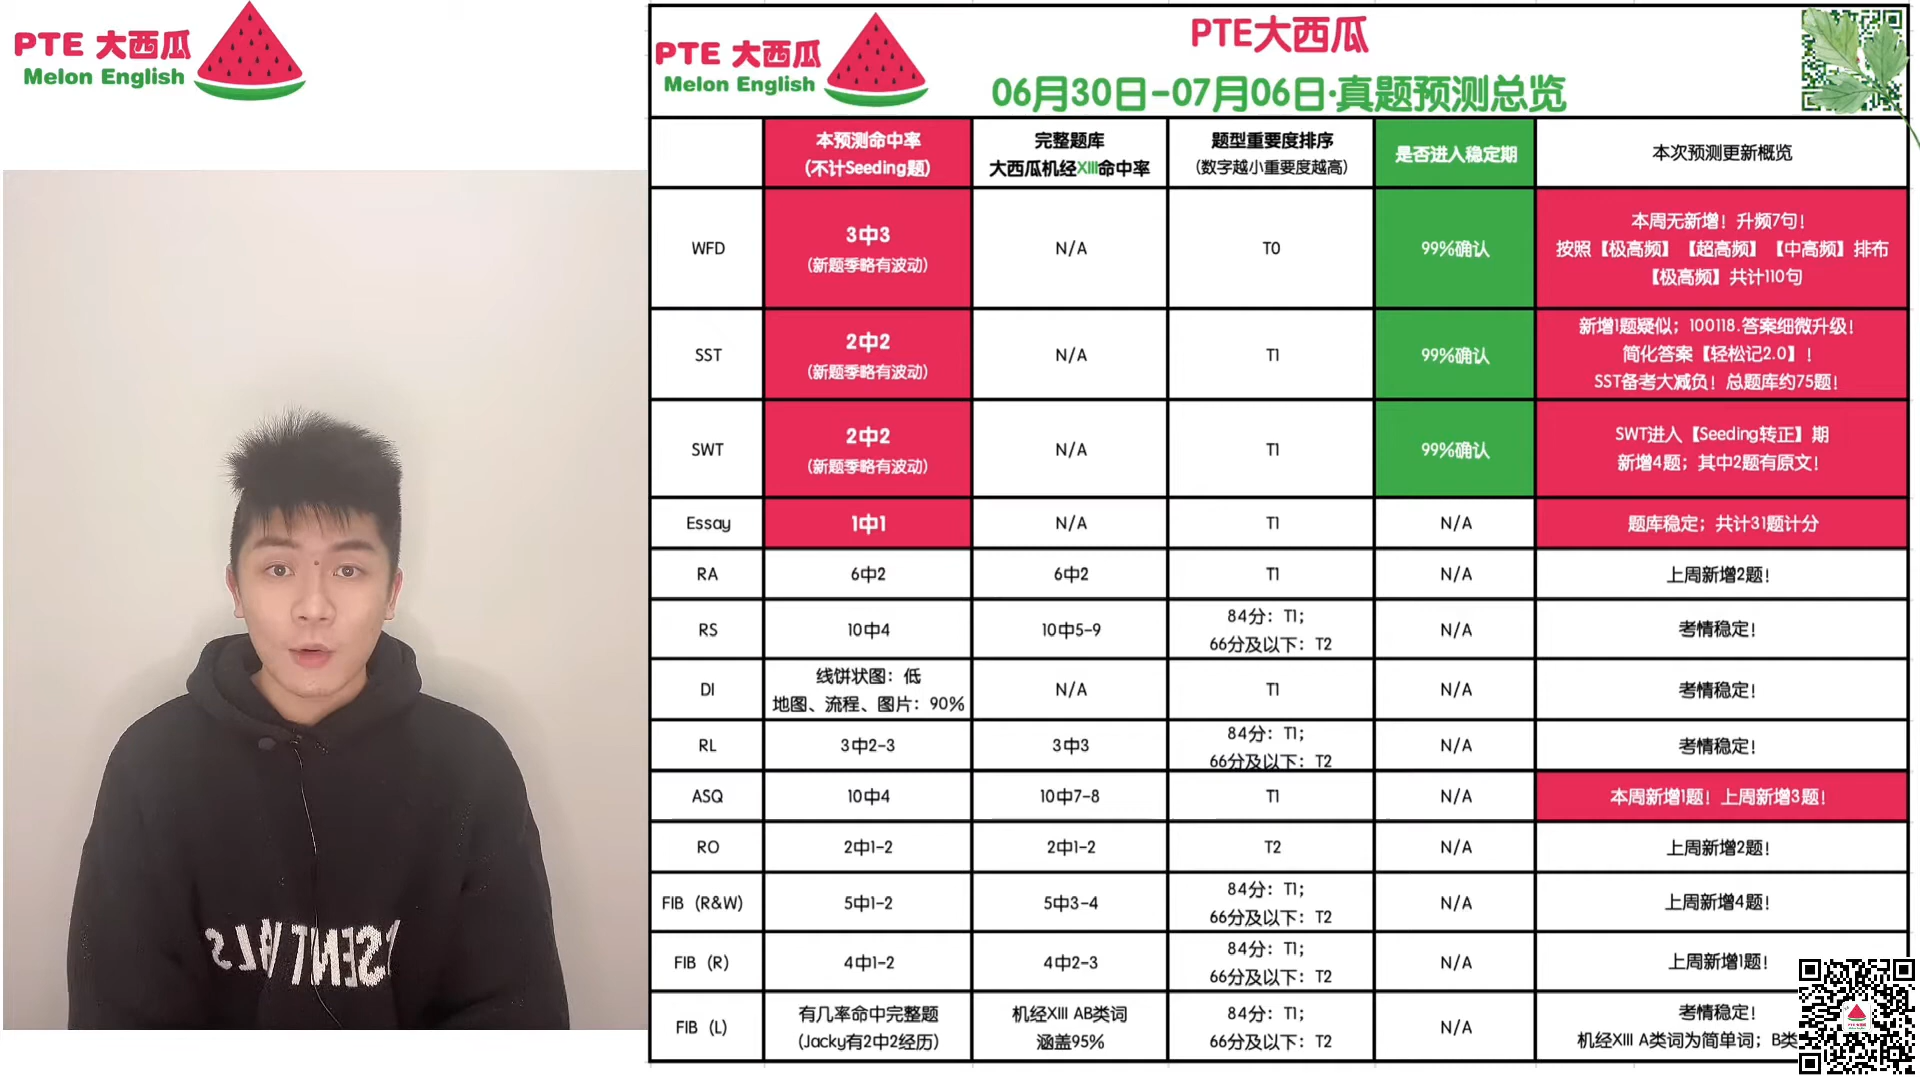 PTE 大西瓜
Melon English
PTE 大西瓜
Melon English
PTE大西瓜
06月30日-07月06日·真题预测总览
本预测命中率
(不计Seeding题)
完整题库
大西瓜机经XIII命中率
题型重要度排序
(数字越小重要度越高)
是否进入稳定期
本次预测更新概览
WFD
3中3
(新题季略有波动)
N/A
T0
99%确认
本周无新增！升频7句！
按照【极高频】【超高频】【中高频】排布
【极高频】共计110句
SST
2中2
(新题季略有波动)
N/A
T1
99%确认
新增1题疑似；100118.答案细微升级！
简化答案【轻松记2.0】！
SST备考大减负！总题库约75题！
SWT
2中2
(新题季略有波动)
N/A
T1
99%确认
SWT进入【Seeding转正】期
新增4题；其中2题有原文！
Essay
1中1
N/A
T1
N/A
题库稳定；共计31题计分
RA
6中2
6中2
T1
N/A
上周新增2题！
RS
10中4
10中5-9
84分：T1；
66分及以下：T2
N/A
考情稳定！
DI
线饼状图：低
地图、流程、图片：90%
N/A
T1
N/A
考情稳定！
RL
3中2-3
3中3
84分：T1；
66分及以下：T2
N/A
考情稳定！
ASQ
10中4
10中7-8
T1
N/A
本周新增1题！上周新增3题！
RO
2中1-2
2中1-2
T2
N/A
上周新增2题！
FIB（R&W）
5中1-2
5中3-4
84分：T1；
66分及以下：T2
N/A
上周新增4题！
FIB（R）
4中1-2
4中2-3
84分：T1；
66分及以下：T2
N/A
上周新增1题！
FIB（L）
有几率命中完整题
(Jacky有2中2经历)
机经XIII AB类词
涵盖95%
84分：T1；
66分及以下：T2
N/A
考情稳定！
机经XIII A类词为简单词；B类